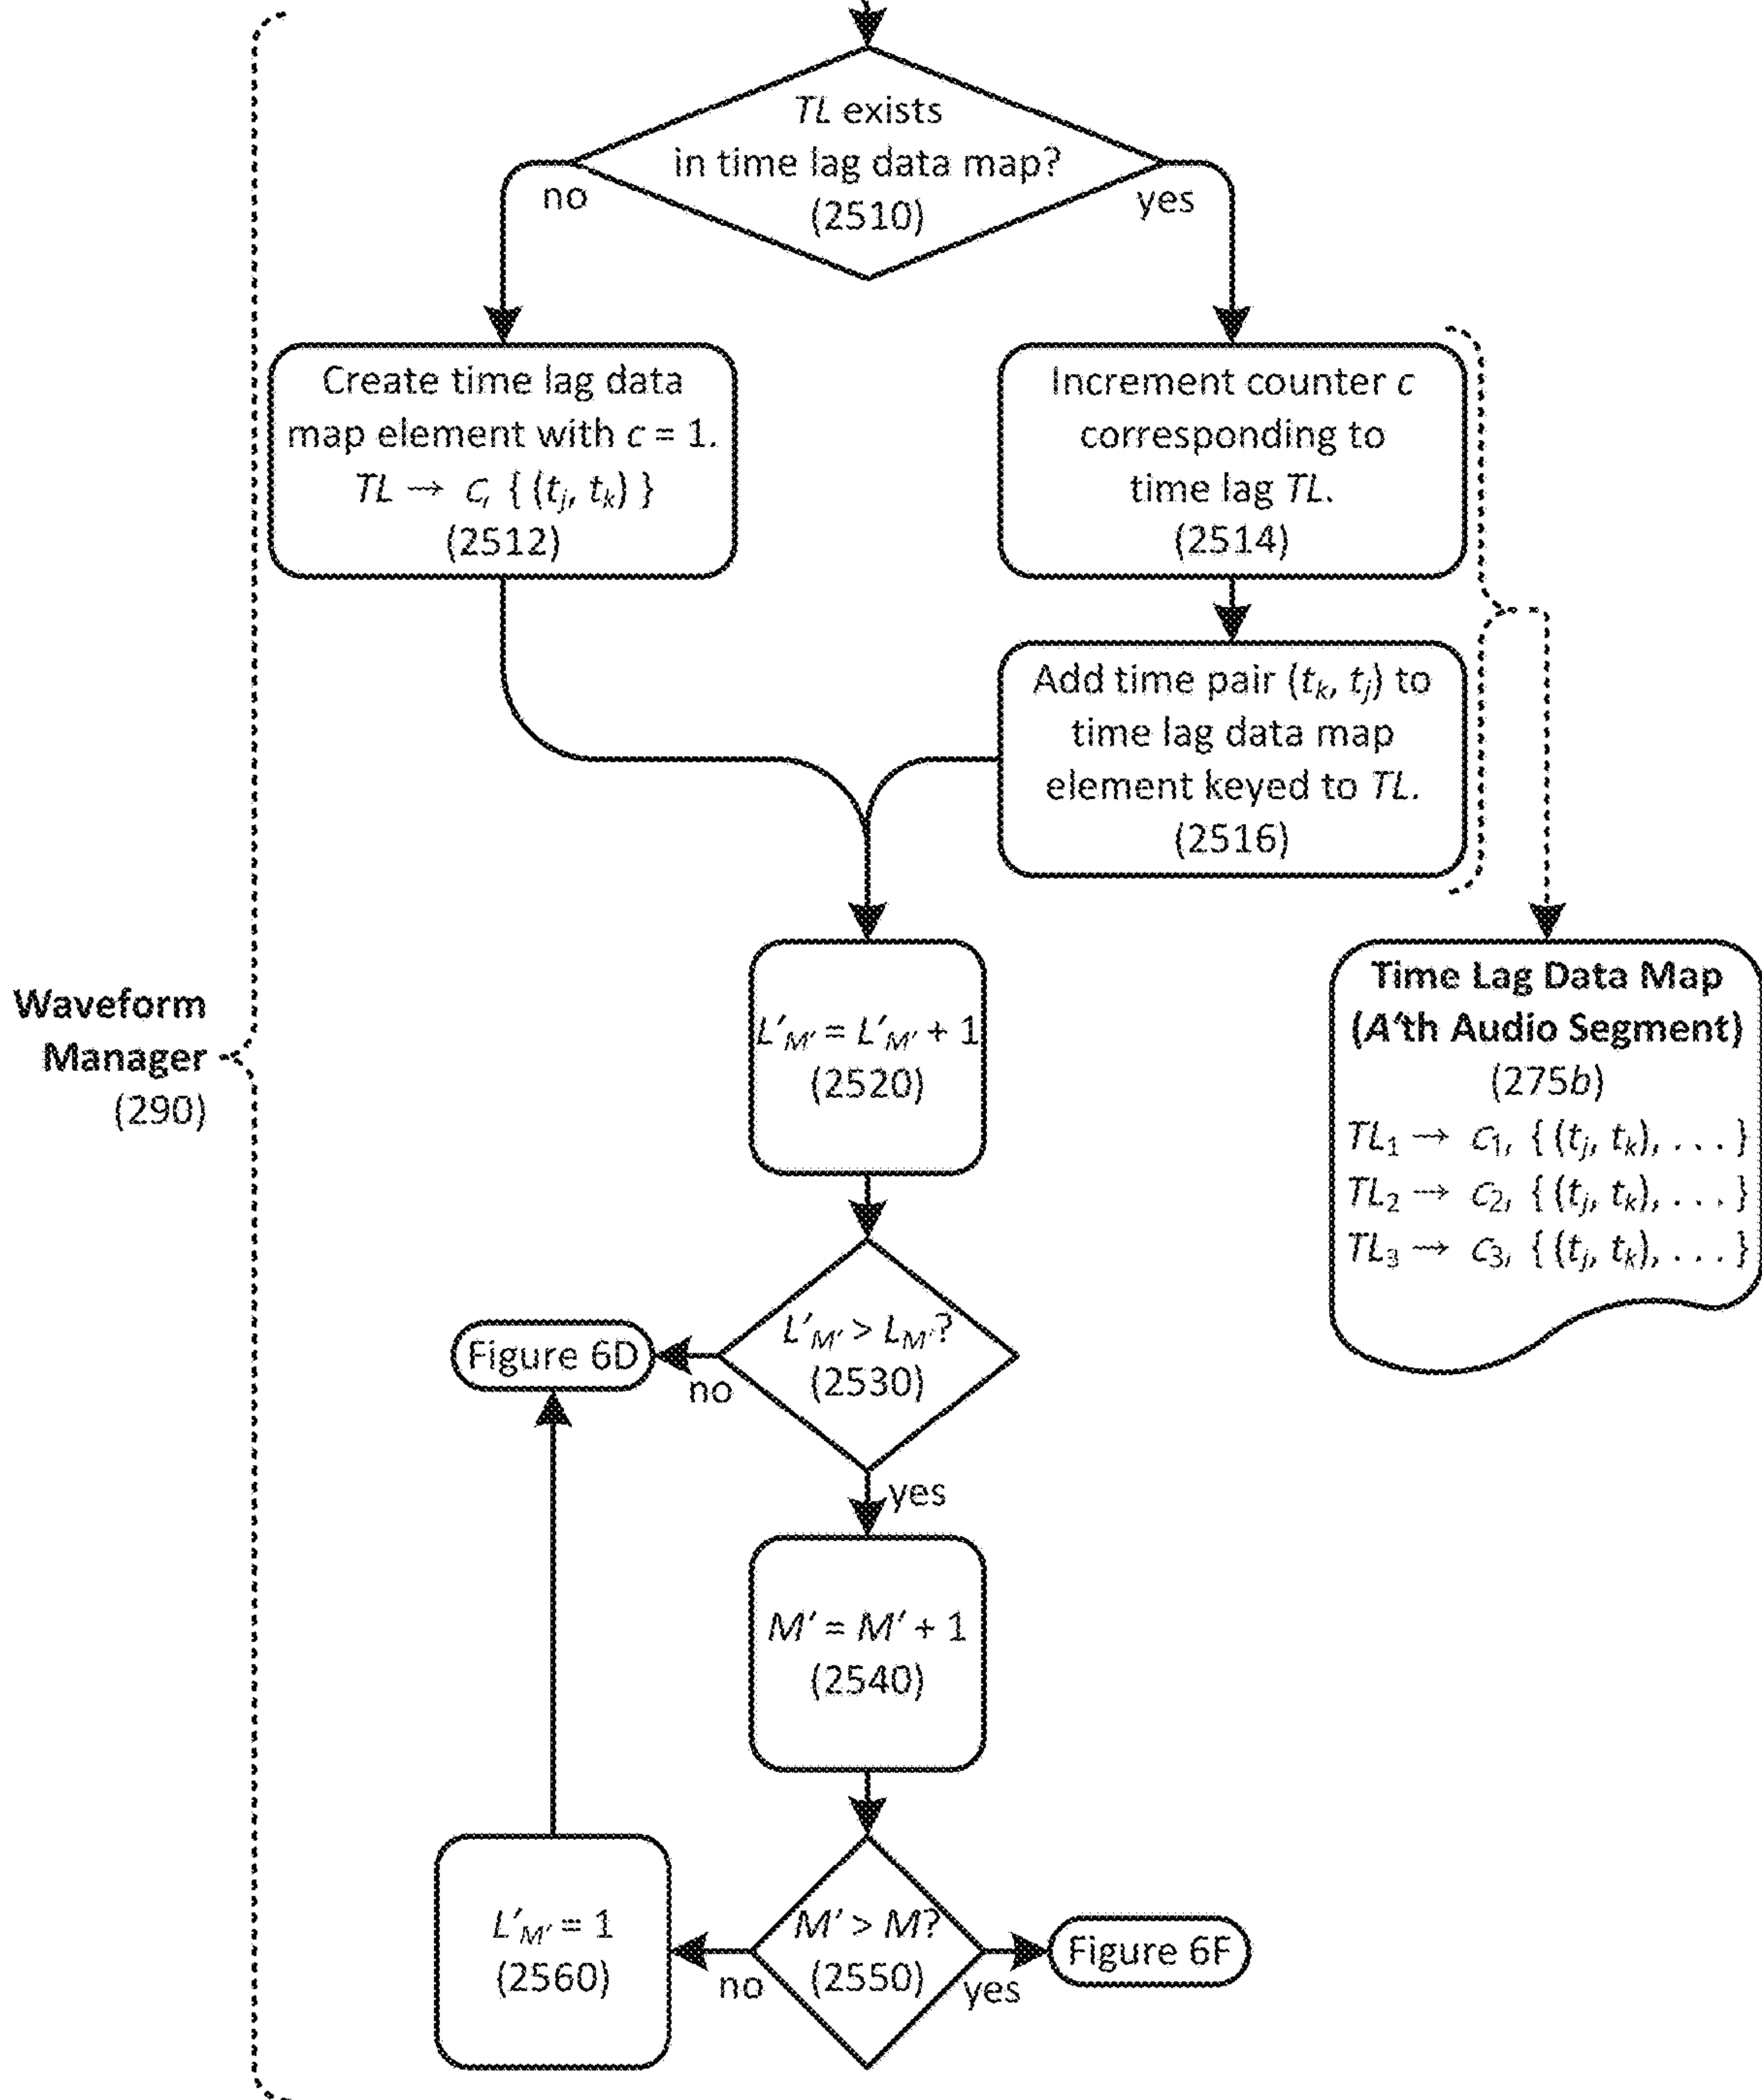 TL exists
in time lag data map?
(2510)
no
yes
Create time lag data
map element with c = 1.
TL → c, { (tj, tk) }
(2512)
Increment counter c
corresponding to
time lag TL.
(2514)
Add time pair (tk, tj) to
time lag data map
element keyed to TL.
(2516)
Waveform
Manager
(290)
L'M' = L'M' + 1
(2520)
Time Lag Data Map
(A'th Audio Segment)
(275b)
TL1 → c1, { (tj, tk), . . . }
TL2 → c2, { (tj, tk), . . . }
TL3 → c3, { (tj, tk), . . . }
L'M' > LM'?
(2530)
Figure 6D
no
yes
M' = M' + 1
(2540)
L'M' = 1
(2560)
M' > M?
(2550)
no
yes
Figure 6F